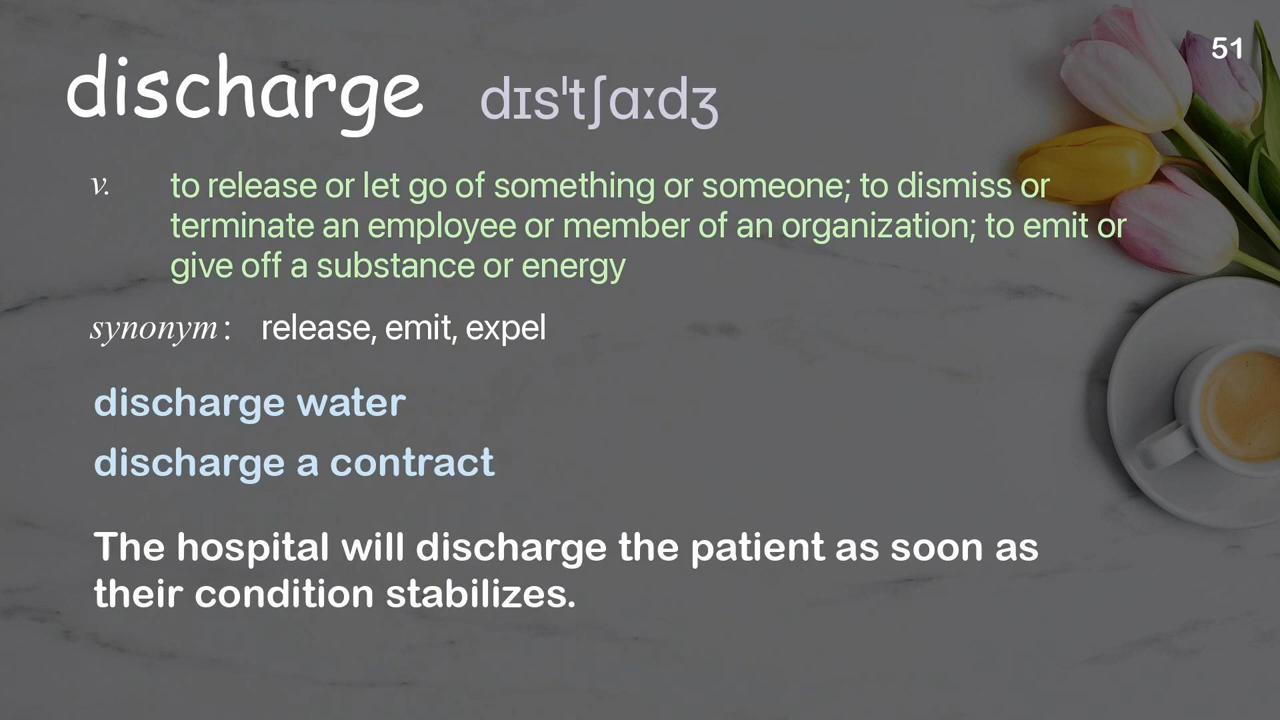 51
discharge dɪsˈtʃɑːdʒ
v. to release or let go of something or someone; to dismiss or
terminate an employee or member of an organization; to emit or
give off a substance or energy
synonym: release, emit, expel
discharge water
discharge a contract
The hospital will discharge the patient as soon as
their condition stabilizes.